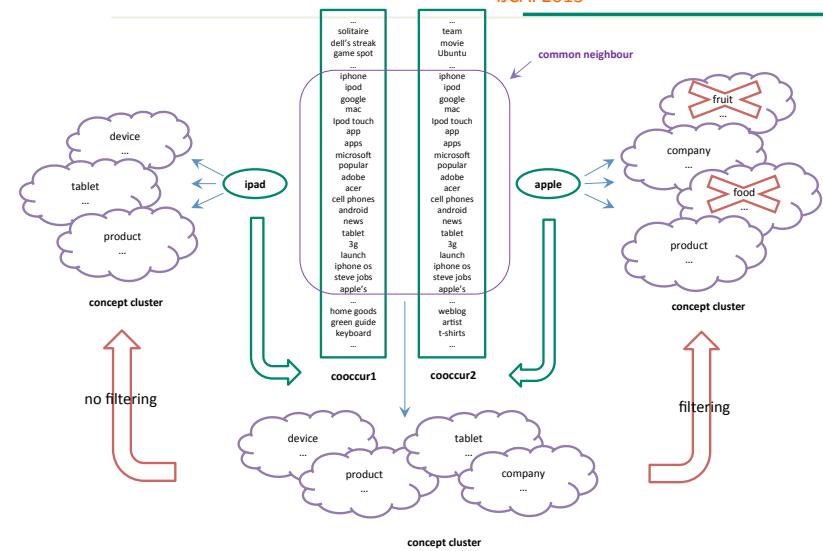 ...
solitaire
dell's streak
game spot
...
iphone
ipod
google
mac
Ipod touch
app
apps
microsoft
popular
adobe
acer
cell phones
android
news
tablet
3g
launch
iphone os
steve jobs
apple's
...
home goods
green guide
keyboard
...
cooccur1
...
team
movie
Ubuntu
...
iphone
ipod
google
mac
Ipod touch
app
apps
microsoft
popular
adobe
acer
cell phones
android
news
tablet
3g
launch
iphone os
steve jobs
apple's
...
weblog
artist
t-shirts
...
cooccur2
common neighbour
device
...
tablet
...
product
...
concept cluster
ipad
apple
fruit
...
company
...
food
...
product
...
concept cluster
no filtering
filtering
device
...
product
...
tablet
...
company
...
concept cluster